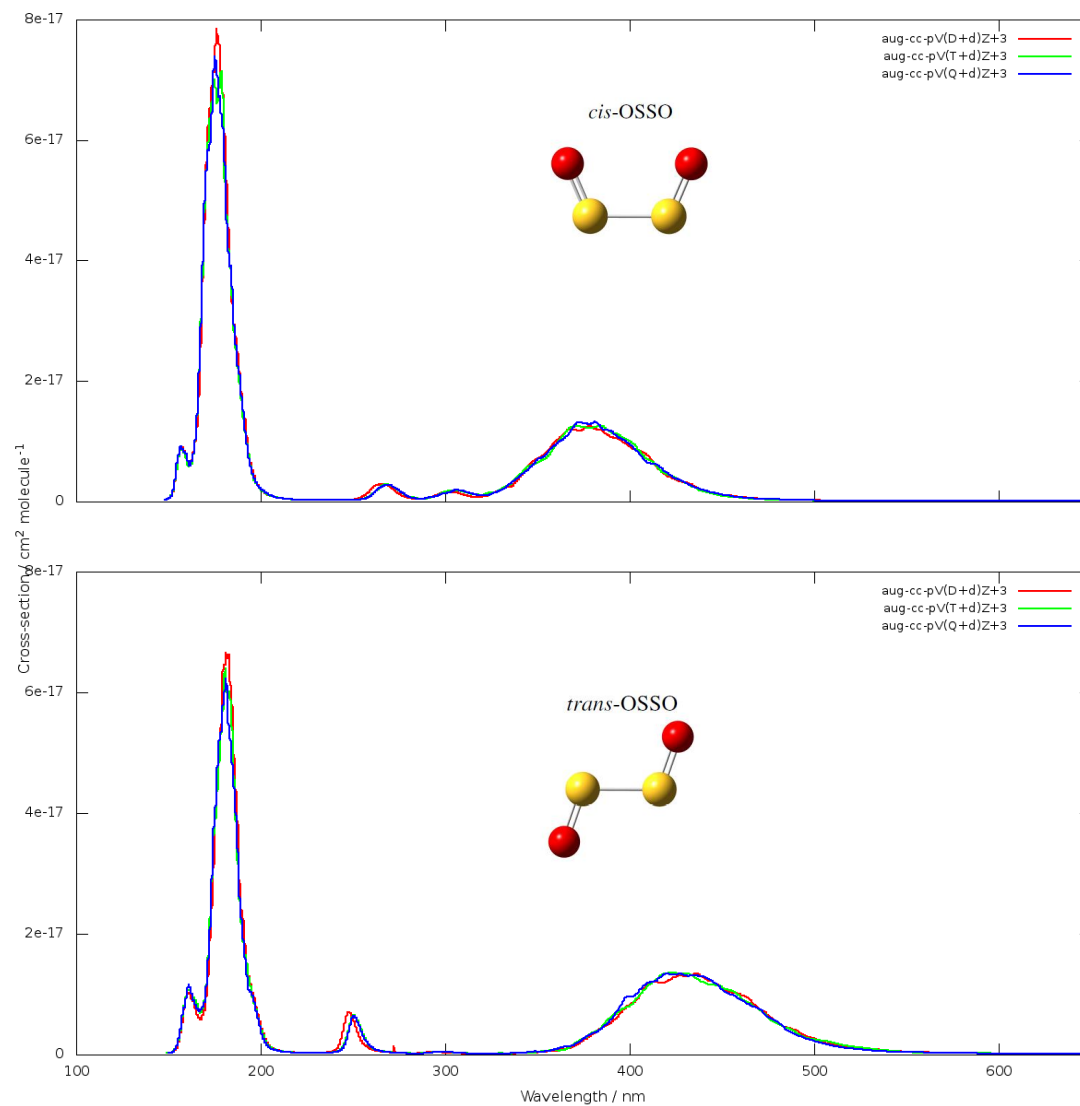 8e-17
6e-17
4e-17
2e-17
0
aug-cc-pV(D+d)Z+3
aug-cc-pV(T+d)Z+3
aug-cc-pV(Q+d)Z+3
cis-OSSO
Cross-section / cm² molecule⁻¹
8e-17
6e-17
4e-17
2e-17
0
aug-cc-pV(D+d)Z+3
aug-cc-pV(T+d)Z+3
aug-cc-pV(Q+d)Z+3
trans-OSSO
100 200 300 400 500 600
Wavelength / nm